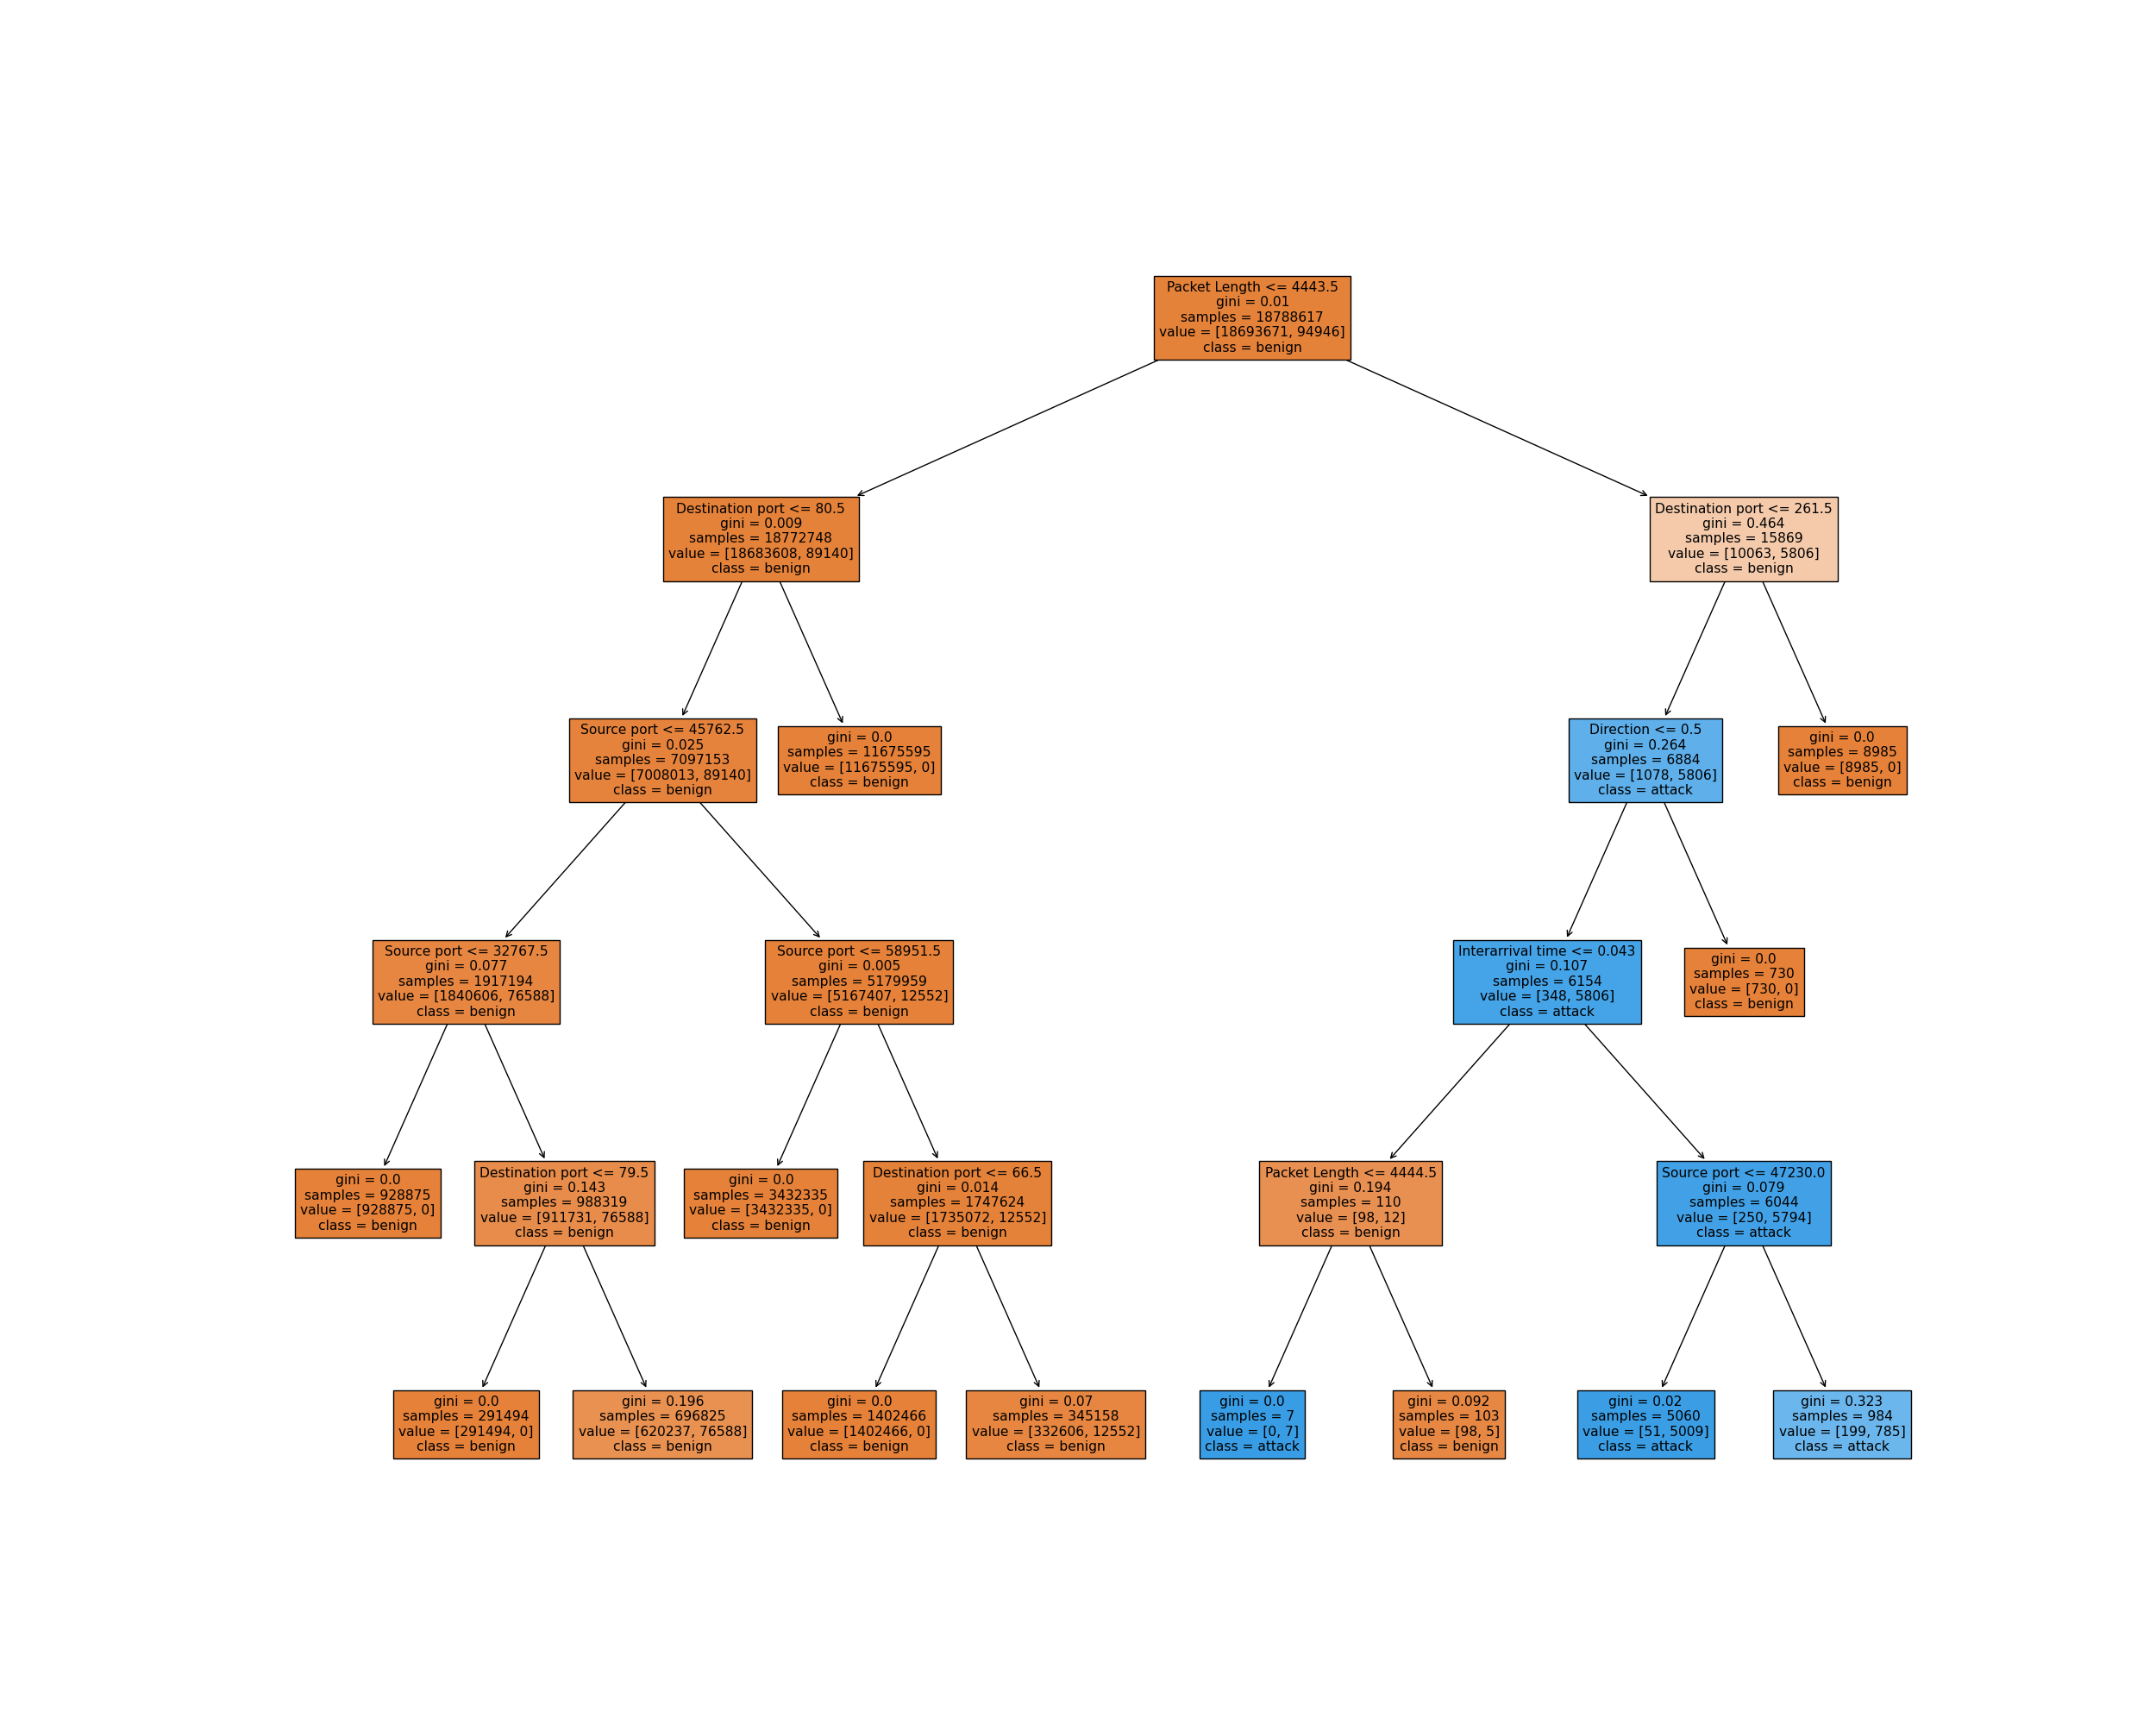 Packet Length <= 4443.5
gini = 0.01
samples = 18788617
value = [18693671, 94946]
class = benign
Destination port <= 80.5
gini = 0.009
samples = 18772748
value = [18683608, 89140]
class = benign
Destination port <= 261.5
gini = 0.464
samples = 15869
value = [10063, 5806]
class = benign
Source port <= 45762.5
gini = 0.025
samples = 7097153
value = [7008013, 89140]
class = benign
gini = 0.0
samples = 11675595
value = [11675595, 0]
class = benign
Direction <= 0.5
gini = 0.264
samples = 6884
value = [1078, 5806]
class = attack
gini = 0.0
samples = 8985
value = [8985, 0]
class = benign
Source port <= 32767.5
gini = 0.077
samples = 1917194
value = [1840606, 76588]
class = benign
Source port <= 58951.5
gini = 0.005
samples = 5179959
value = [5167407, 12552]
class = benign
Interarrival time <= 0.043
gini = 0.107
samples = 6154
value = [348, 5806]
class = attack
gini = 0.0
samples = 730
value = [730, 0]
class = benign
gini = 0.0
samples = 928875
value = [928875, 0]
class = benign
Destination port <= 79.5
gini = 0.143
samples = 988319
value = [911731, 76588]
class = benign
gini = 0.0
samples = 3432335
value = [3432335, 0]
class = benign
Destination port <= 66.5
gini = 0.014
samples = 1747624
value = [1735072, 12552]
class = benign
Packet Length <= 4444.5
gini = 0.194
samples = 110
value = [98, 12]
class = benign
Source port <= 47230.0
gini = 0.079
samples = 6044
value = [250, 5794]
class = attack
gini = 0.0
samples = 291494
value = [291494, 0]
class = benign
gini = 0.196
samples = 696825
value = [620237, 76588]
class = benign
gini = 0.0
samples = 1402466
value = [1402466, 0]
class = benign
gini = 0.07
samples = 345158
value = [332606, 12552]
class = benign
gini = 0.0
samples = 7
value = [0, 7]
class = attack
gini = 0.092
samples = 103
value = [98, 5]
class = benign
gini = 0.02
samples = 5060
value = [51, 5009]
class = attack
gini = 0.323
samples = 984
value = [199, 785]
class = attack